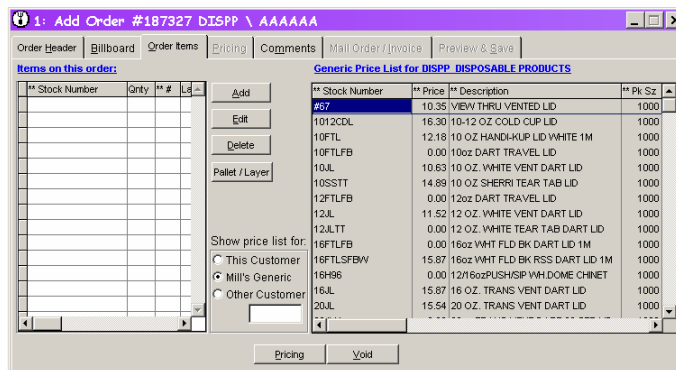 1: Add Order #187327 DISPP \ AAAAAA
Order Header Billboard Order Items Pricing Comments Mail Order / Invoice Preview & Save
Items on this order:
Generic Price List for DISPP DISPOSABLE PRODUCTS
** Stock Number Qnty ** # La
Add
Edit
Delete
Pallet / Layer
Show price list for:
This Customer
Mill's Generic
Other Customer
** Stock Number ** Price ** Description ** Pk Sz
#67 10.35 VIEW THRU VENTED LID 1000
1012CDL 16.30 10-12 OZ COLD CUP LID 1000
10FTL 12.18 10 OZ HANDI-KUP LID WHITE 1M 1000
10FTLFB 0.00 10oz DART TRAVEL LID 1000
10JL 10.63 10 OZ. WHITE VENT DART LID 1000
10SSTT 14.89 10 OZ SHERRI TEAR TAB LID 1000
12FTLFB 0.00 12oz DART TRAVEL LID 1000
12JL 11.52 12 OZ. WHITE VENT DART LID 1000
12JLTT 0.00 12 OZ. WHITE TEAR TAB DART LID 1000
16FTLFB 0.00 16oz WHT FLD BK DART LID 1M 1000
16FTLSFBW 15.87 16oz WHT FLD BK RSS DART LID 1M 1000
16H96 0.00 12/16ozPUSH/SIP WH.DOME CHINET 1000
16JL 15.87 16 OZ. TRANS VENT DART LID 1000
20JL 15.54 20 OZ. TRANS VENT DART LID 1000
Pricing Void